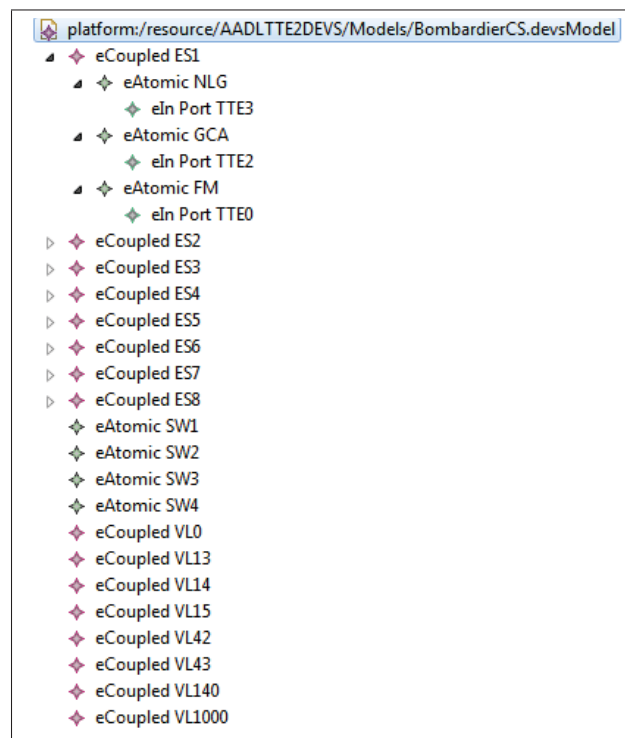 platform:/resource/AADLTTE2DEVS/Models/BombardierCS.devsModel
eCoupled ES1
eAtomic NLG
eIn Port TTE3
eAtomic GCA
eIn Port TTE2
eAtomic FM
eIn Port TTE0
eCoupled ES2
eCoupled ES3
eCoupled ES4
eCoupled ES5
eCoupled ES6
eCoupled ES7
eCoupled ES8
eAtomic SW1
eAtomic SW2
eAtomic SW3
eAtomic SW4
eCoupled VL0
eCoupled VL13
eCoupled VL14
eCoupled VL15
eCoupled VL42
eCoupled VL43
eCoupled VL140
eCoupled VL1000